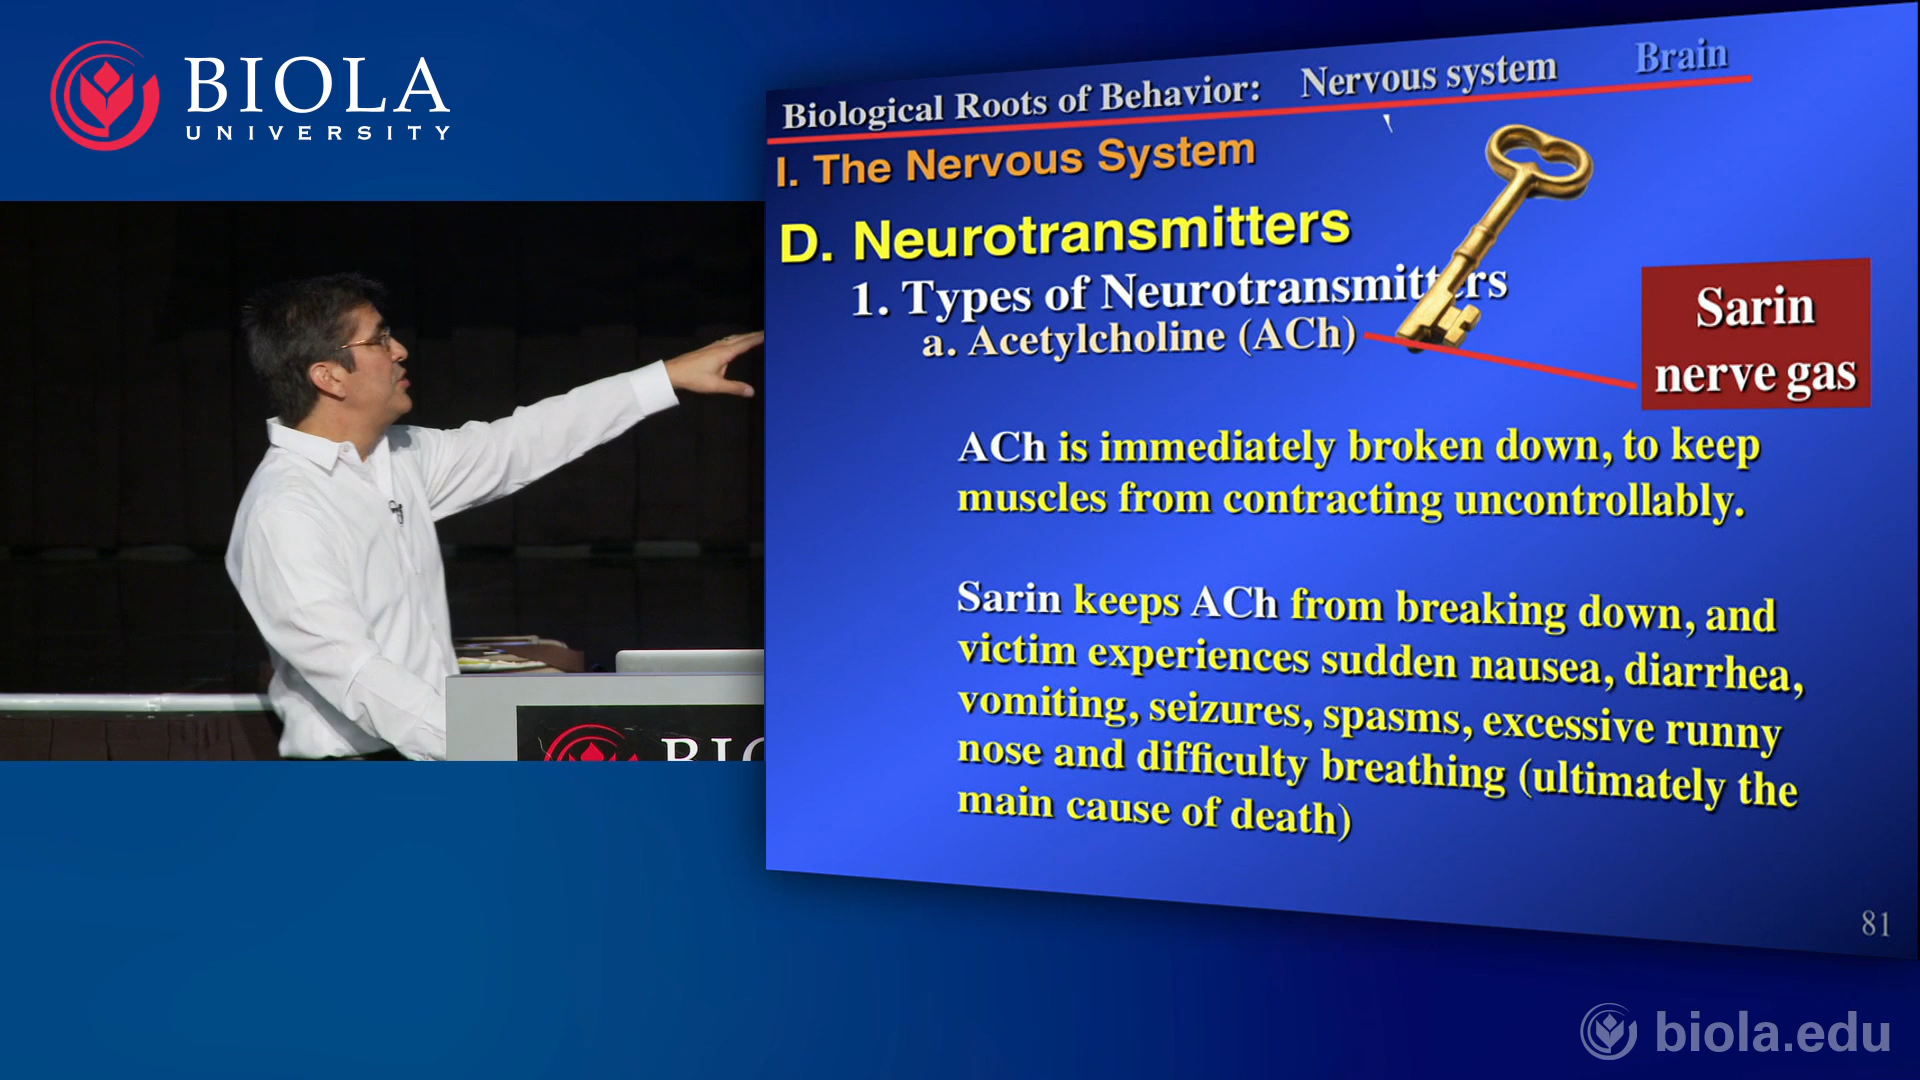 BIOLA
UNIVERSITY
Biological Roots of Behavior: Nervous system Brain
I. The Nervous System
D. Neurotransmitters
1. Types of Neurotransmitters
a. Acetylcholine (ACh)
Sarin
nerve gas
ACh is immediately broken down, to keep
muscles from contracting uncontrollably.
Sarin keeps ACh from breaking down, and
victim experiences sudden nausea, diarrhea,
vomiting, seizures, spasms, excessive runny
nose and difficulty breathing (ultimately the
main cause of death)
81
BIO
biola.edu